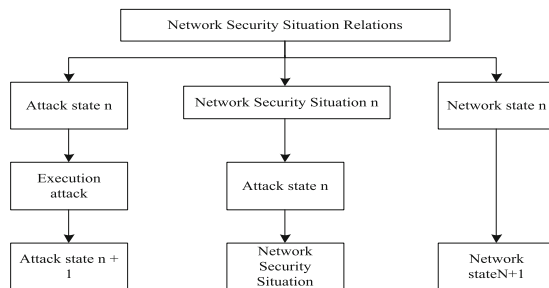 Network Security Situation Relations
Attack state n
Network Security Situation n
Network state n
Execution
attack
Attack state n
Attack state n +
1
Network
Security
Situation
Network
stateN+1